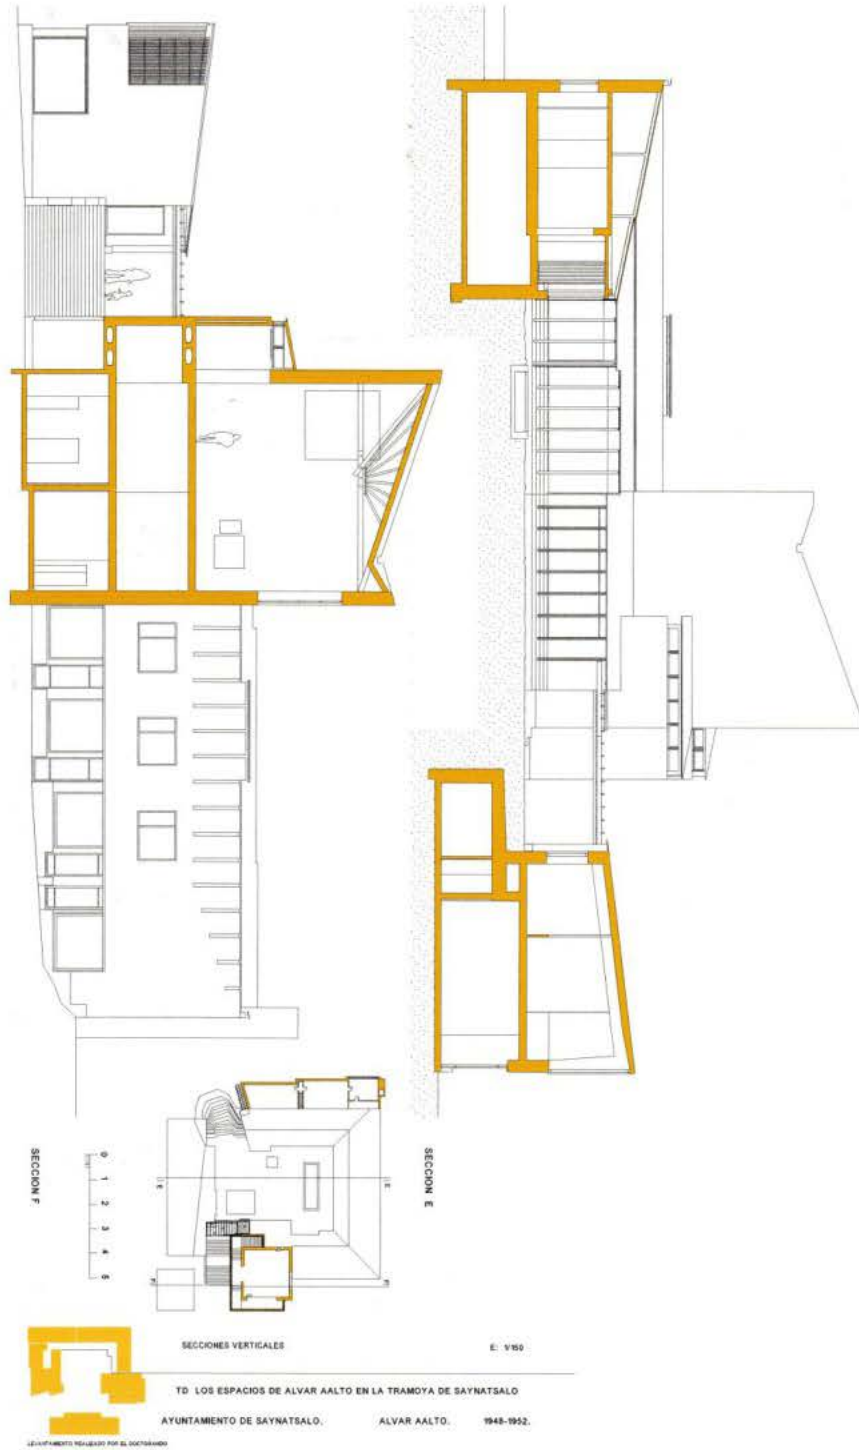 SECCION F
0 1 2 3 4 5
SECCION E
E
E
F
F
SECCIONES VERTICALES E: 1/150
TD LOS ESPACIOS DE ALVAR AALTO EN LA TRAMOYA DE SAYNATSALO
AYUNTAMIENTO DE SAYNATSALO. ALVAR AALTO. 1948-1952.
LEVANTAMIENTO REALIZADO POR EL DOCTORANDO